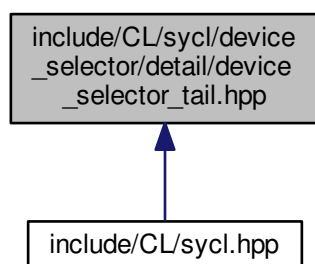 include/CL/sycl/device
_selector/detail/device
_selector_tail.hpp
include/CL/sycl.hpp